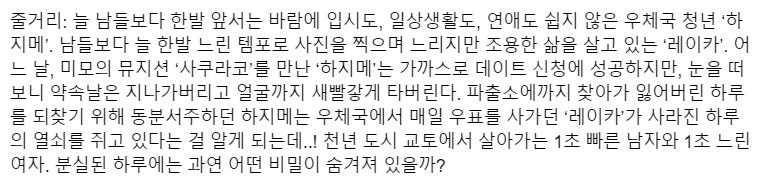 줄거리: 늘 남들보다 한발 앞서는 바람에 입시도, 일상생활도, 연애도 쉽지 않은 우체국 청년 ‘하
지메’. 남들보다 늘 한발 느린 템포로 사진을 찍으며 느리지만 조용한 삶을 살고 있는 ‘레이카’. 어
느 날, 미모의 뮤지션 ‘사쿠라코’를 만난 ‘하지메’는 가까스로 데이트 신청에 성공하지만, 눈을 떠
보니 약속날은 지나가버리고 얼굴까지 새빨갛게 타버린다. 파출소에까지 찾아가 잃어버린 하루
를 되찾기 위해 동분서주하던 하지메는 우체국에서 매일 우표를 사가던 ‘레이카’가 사라진 하루
의 열쇠를 쥐고 있다는 걸 알게 되는데..! 천년 도시 교토에서 살아가는 1초 빠른 남자와 1초 느린
여자. 분실된 하루에는 과연 어떤 비밀이 숨겨져 있을까?